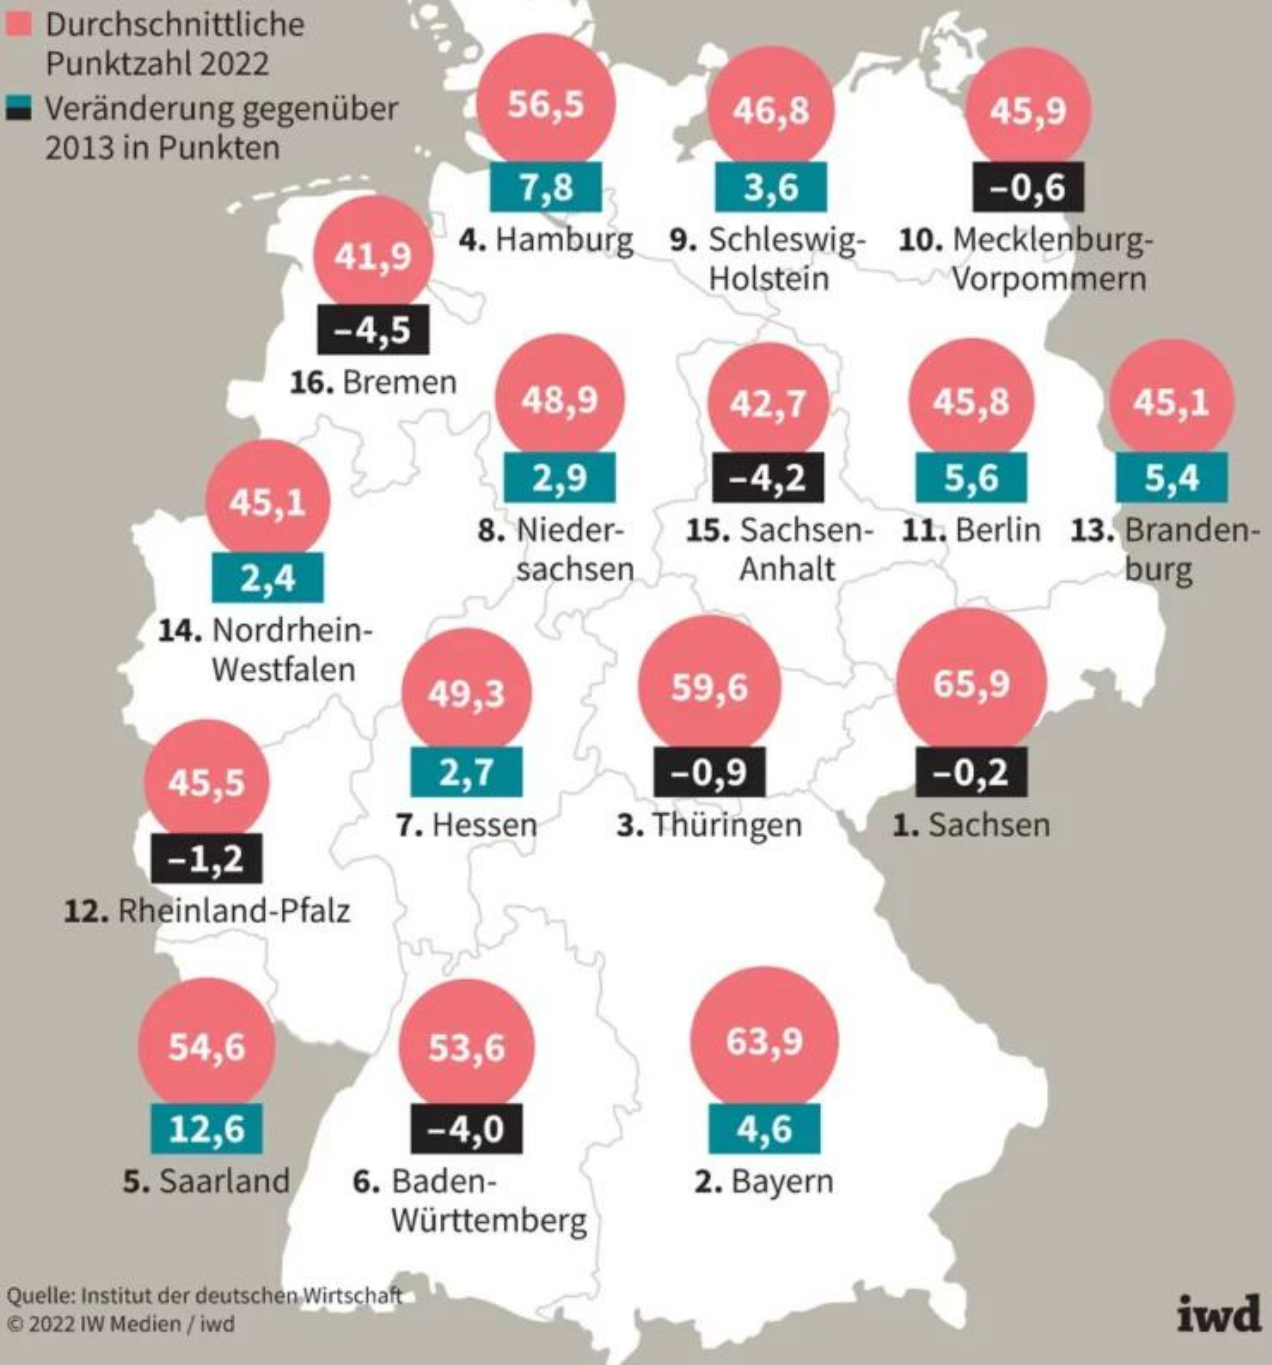 Durchschnittliche
Punktzahl 2022
Veränderung gegenüber
2013 in Punkten
56,5
7,8
4. Hamburg
46,8
3,6
9. Schleswig-
Holstein
45,9
–0,6
10. Mecklenburg-
Vorpommern
41,9
–4,5
16. Bremen
48,9
2,9
8. Nieder-
sachsen
42,7
–4,2
15. Sachsen-
Anhalt
45,8
5,6
11. Berlin
45,1
5,4
13. Branden-
burg
45,1
2,4
14. Nordrhein-
Westfalen
49,3
2,7
7. Hessen
59,6
–0,9
3. Thüringen
65,9
–0,2
1. Sachsen
45,5
–1,2
12. Rheinland-Pfalz
54,6
12,6
5. Saarland
53,6
–4,0
6. Baden-
Württemberg
63,9
4,6
2. Bayern
Quelle: Institut der deutschen Wirtschaft
© 2022 IW Medien / iwd
iwd